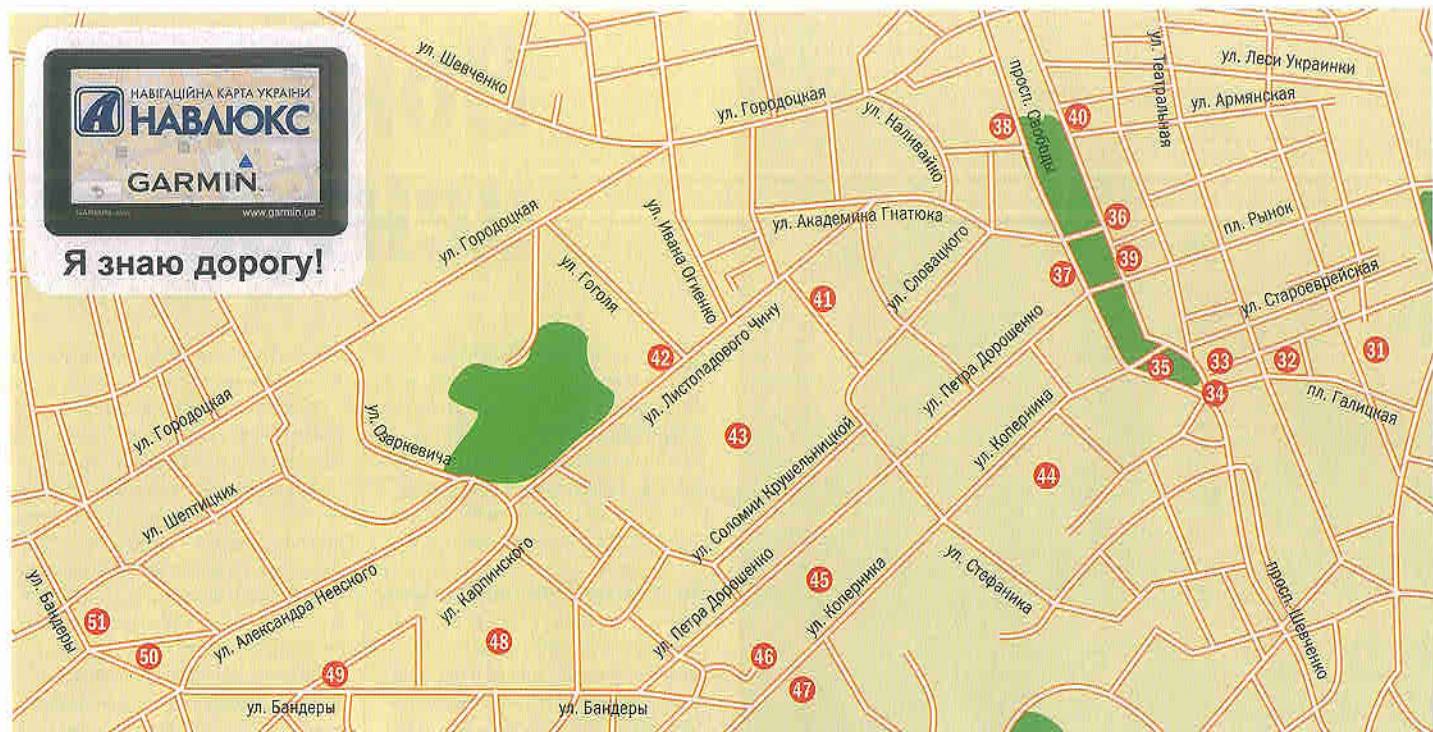 НАВІГАЦІЙНА КАРТА УКРАЇНИ
НАВЛЮКС
GARMIN
www.garmin.ua
Я знаю дорогу!
ул. Шевченко
ул. Городоцкая
ул. Наливайко
просп. Свободы
ул. Театральная
ул. Леси Украинки
ул. Армянская
38
40
ул. Городоцкая
ул. Ивана Огиенко
ул. Академина Гнатюка
36
пл. Рынок
ул. Гоголя
ул. Словацкого
37
39
ул. Староеврейская
41
42
ул. Листопадового Чину
ул. Петра Дорошенко
35
33
32
31
34
пл. Галицкая
ул. Городоцкая
ул. Озаркевича
43
ул. Коперника
44
ул. Шептицких
ул. Соломии Крушельницкой
ул. Стефаника
просп. Шевченко
ул. Бандеры
ул. Александра Невского
ул. Карпинского
ул. Петра Дорошенко
45
ул. Коперника
51
50
49
48
46
47
ул. Бандеры
ул. Бандеры